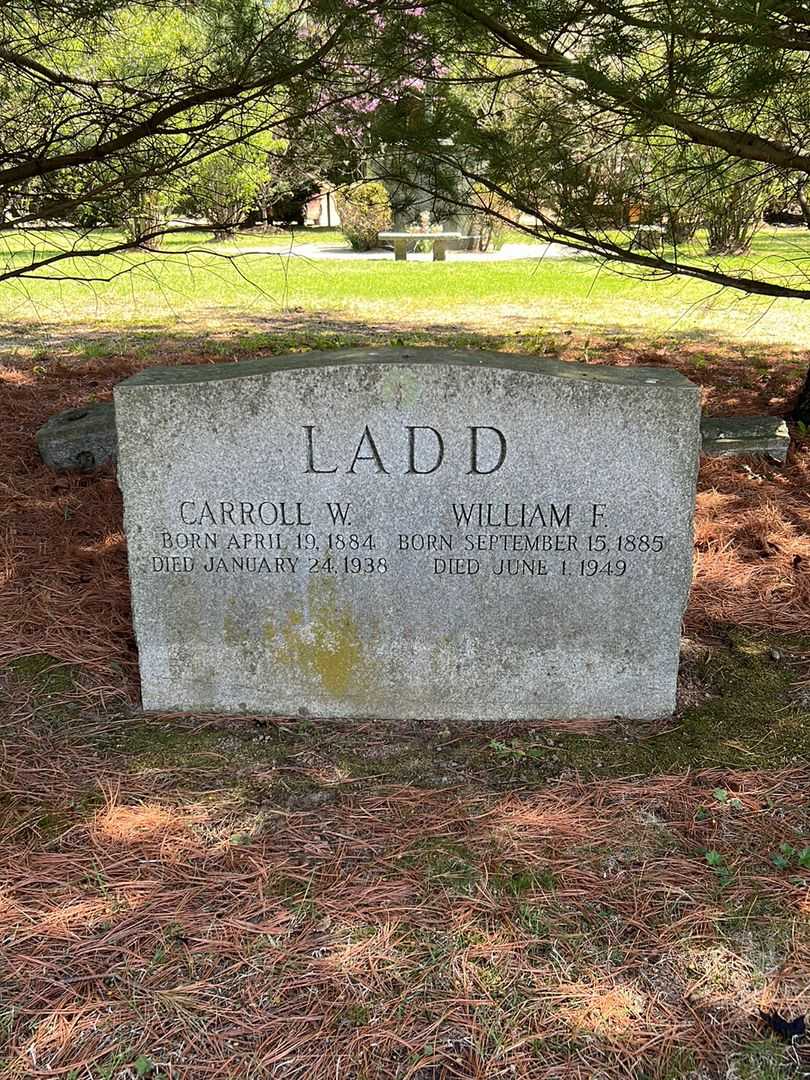 LADD
CARROLL W. WILLIAM F.
BORN APRIL 19, 1884 BORN SEPTEMBER 15, 1885
DIED JANUARY 24, 1938 DIED JUNE 1, 1949